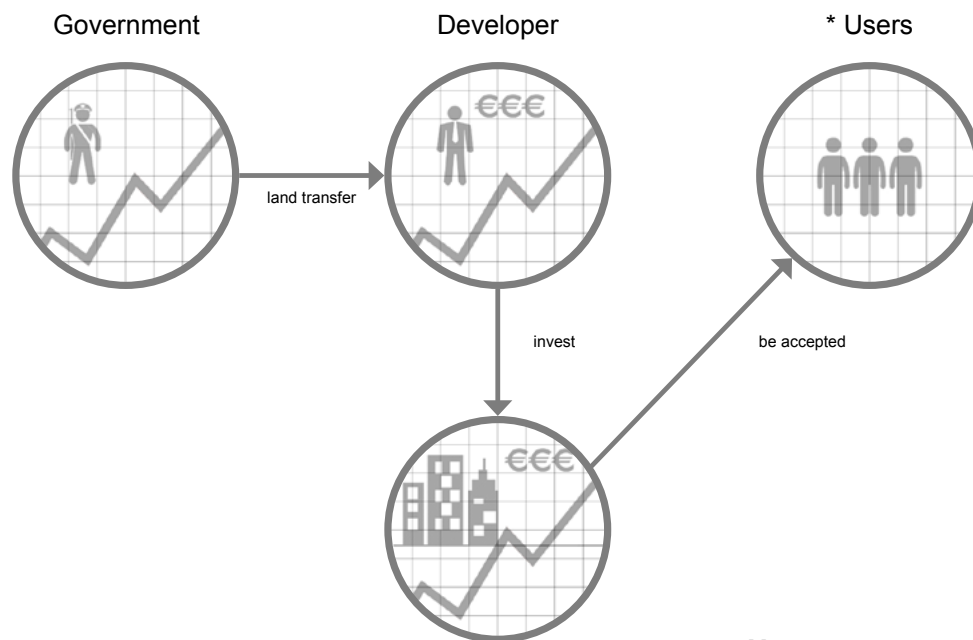 Government
Developer
* Users
€€€
land transfer
invest
be accepted
€€€